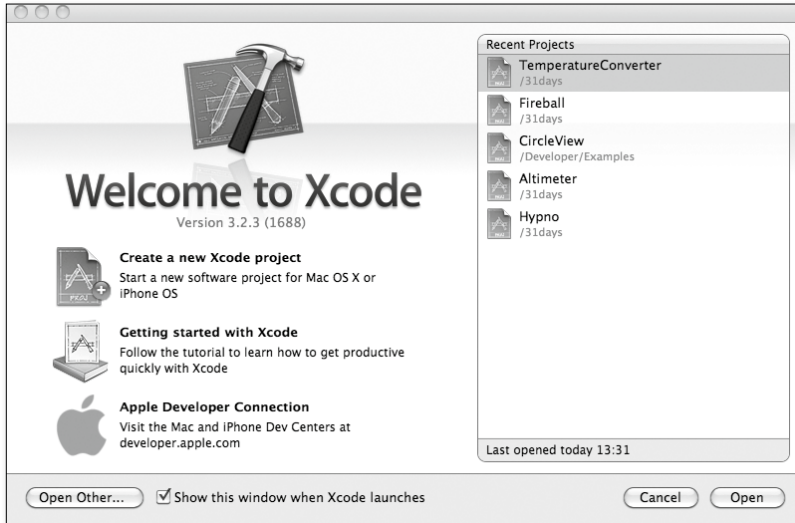 Welcome to Xcode
Version 3.2.3 (1688)
Create a new Xcode project
Start a new software project for Mac OS X or
iPhone OS
Getting started with Xcode
Follow the tutorial to learn how to get productive
quickly with Xcode
Apple Developer Connection
Visit the Mac and iPhone Dev Centers at
developer.apple.com
Recent Projects
TemperatureConverter
/31days
Fireball
/31days
CircleView
/Developer/Examples
Altimeter
/31days
Hypno
/31days
Last opened today 13:31
Open Other...
Show this window when Xcode launches
Cancel
Open